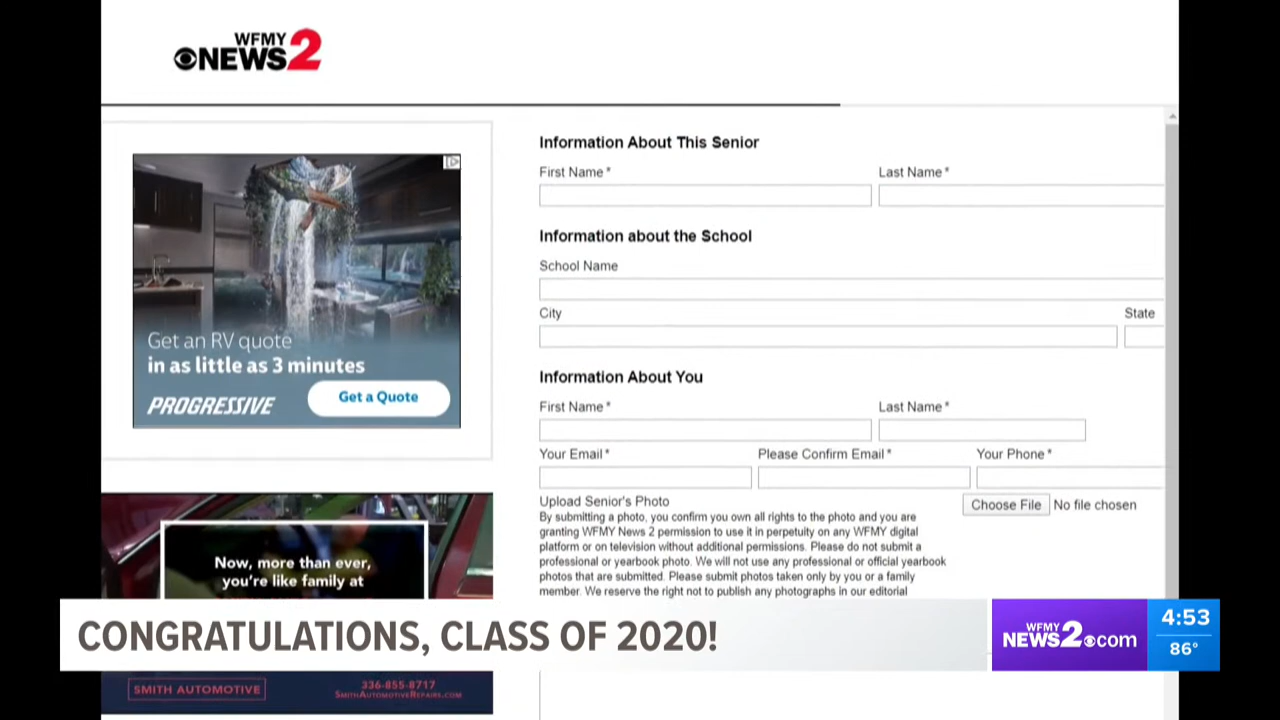 WFMY
NEWS 2
Get an RV quote
in as little as 3 minutes
PROGRESSIVE
Get a Quote
Now, more than ever,
you're like family at
SMITH AUTOMOTIVE
336-855-8717
SMITHAUTOMOTIVEREPAIRS.COM
Information About This Senior
First Name *
Last Name *
Information about the School
School Name
City
State
Information About You
First Name *
Last Name *
Your Email *
Please Confirm Email *
Your Phone *
Upload Senior's Photo
Choose File No file chosen
By submitting a photo, you confirm you own all rights to the photo and you are
granting WFMY News 2 permission to use it in perpetuity on any WFMY digital
platform or on television without additional permissions. Please do not submit a
professional or yearbook photo. We will not use any professional or official yearbook
photos that are submitted. Please submit photos taken only by you or a family
member. We reserve the right not to publish any photographs in our editorial
CONGRATULATIONS, CLASS OF 2020!
WFMY
NEWS2.com
4:53
86°